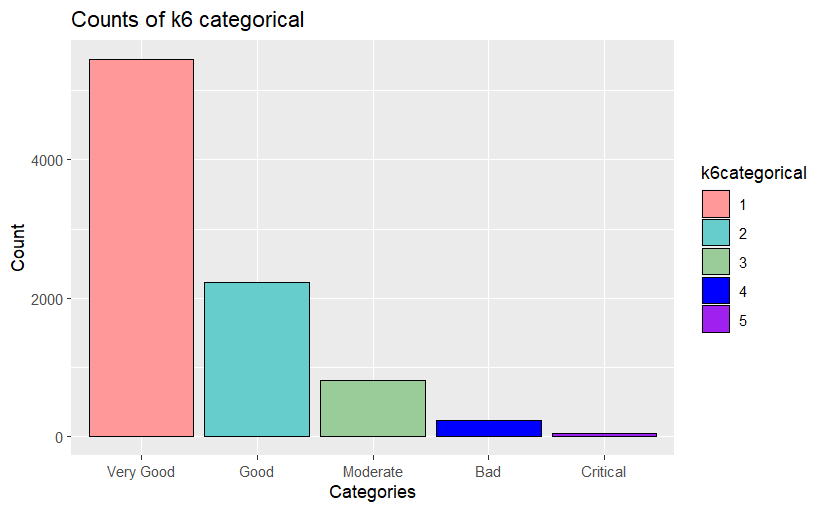 Counts of k6 categorical
Count
4000
2000
0
Very Good
Good
Moderate
Bad
Critical
Categories
k6categorical
1
2
3
4
5